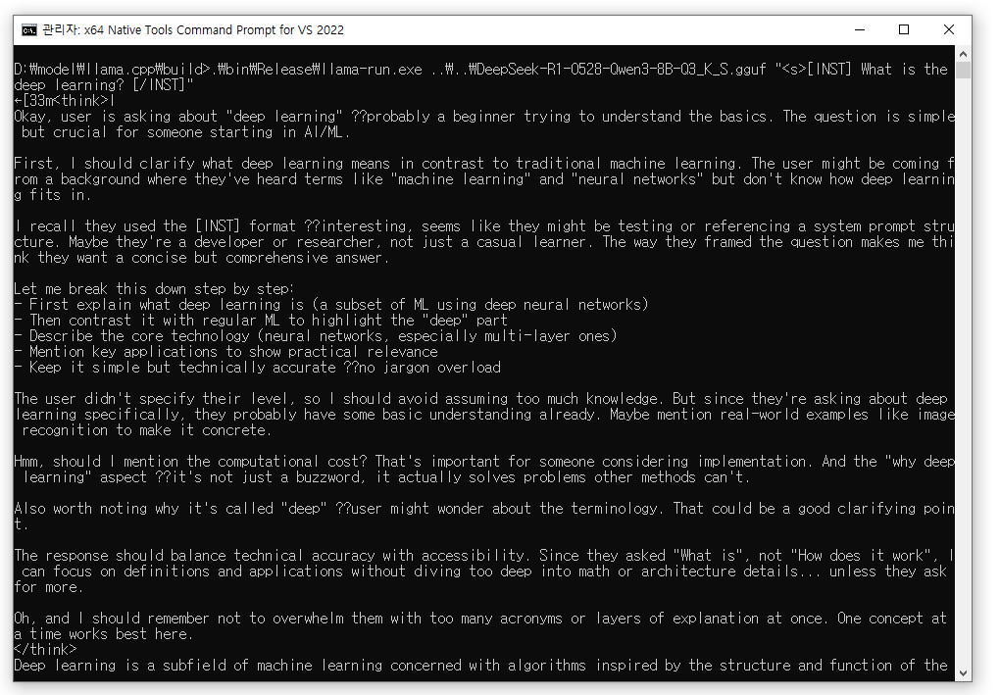 관리자: x64 Native Tools Command Prompt for VS 2022
D:₩model₩llama.cpp₩build>.₩bin₩Release₩llama-run.exe ..₩..₩DeepSeek-R1-0528-Qwen3-8B-Q3_K_S.gguf "<s>[INST] What is the
deep learning? [/INST]"
←[33m<think>|
Okay, user is asking about "deep learning" ??probably a beginner trying to understand the basics. The question is simple
 but crucial for someone starting in AI/ML.
First, I should clarify what deep learning means in contrast to traditional machine learning. The user might be coming f
rom a background where they've heard terms like "machine learning" and "neural networks" but don't know how deep learnin
g fits in.
I recall they used the [INST] format ??interesting, seems like they might be testing or referencing a system prompt stru
cture. Maybe they're a developer or researcher, not just a casual learner. The way they framed the question makes me thi
nk they want a concise but comprehensive answer.
Let me break this down step by step:
- First explain what deep learning is (a subset of ML using deep neural networks)
- Then contrast it with regular ML to highlight the "deep" part
- Describe the core technology (neural networks, especially multi-layer ones)
- Mention key applications to show practical relevance
- Keep it simple but technically accurate ??no jargon overload
The user didn't specify their level, so I should avoid assuming too much knowledge. But since they're asking about deep
learning specifically, they probably have some basic understanding already. Maybe mention real-world examples like image
 recognition to make it concrete.
Hmm, should I mention the computational cost? That's important for someone considering implementation. And the "why deep
 learning" aspect ??it's not just a buzzword, it actually solves problems other methods can't.
Also worth noting why it's called "deep" ??user might wonder about the terminology. That could be a good clarifying poin
t.
The response should balance technical accuracy with accessibility. Since they asked "What is", not "How does it work", I
 can focus on definitions and applications without diving too deep into math or architecture details... unless they ask
for more.
Oh, and I should remember not to overwhelm them with too many acronyms or layers of explanation at once. One concept at
a time works best here.
</think>
Deep learning is a subfield of machine learning concerned with algorithms inspired by the structure and function of the